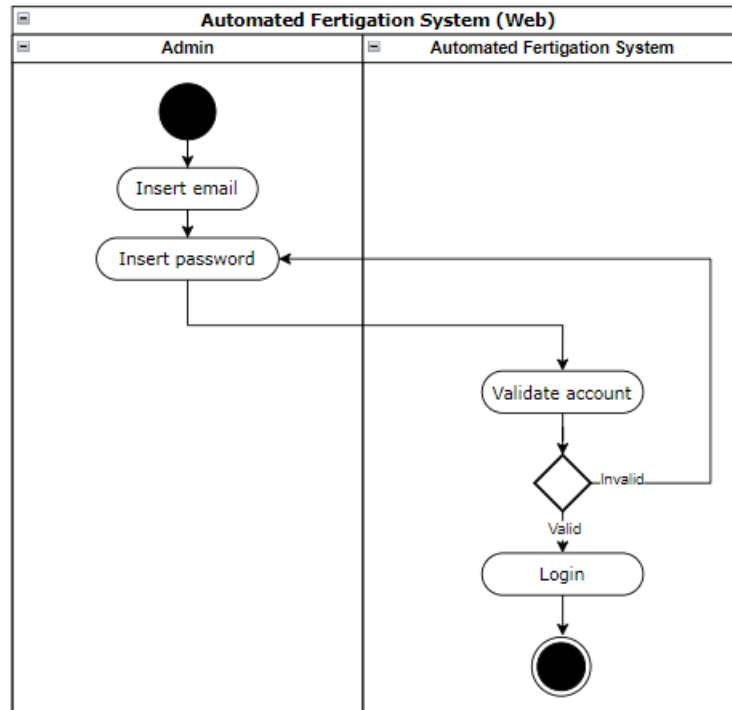 Automated Fertigation System (Web)
Admin
Automated Fertigation System
Insert email
Insert password
Validate account
Invalid
Valid
Login